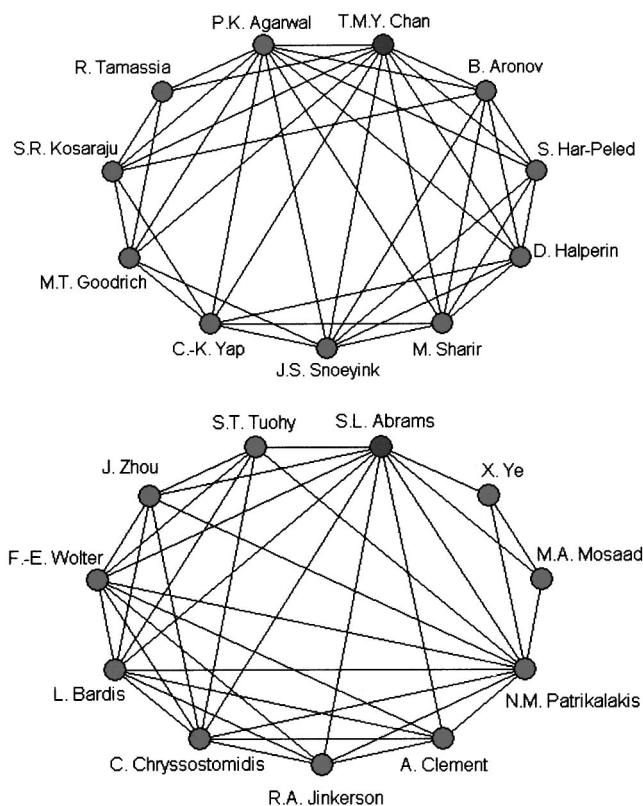 P.K. Agarwal
T.M.Y. Chan
R. Tamassia
B. Aronov
S.R. Kosaraju
S. Har-Peled
M.T. Goodrich
D. Halperin
C.-K. Yap
M. Sharir
J.S. Snoeyink
S.T. Tuohy
S.L. Abrams
J. Zhou
X. Ye
F.-E. Wolter
M.A. Mosaad
L. Bardis
N.M. Patrikalakis
C. Chryssostomidis
A. Clement
R.A. Jinkerson